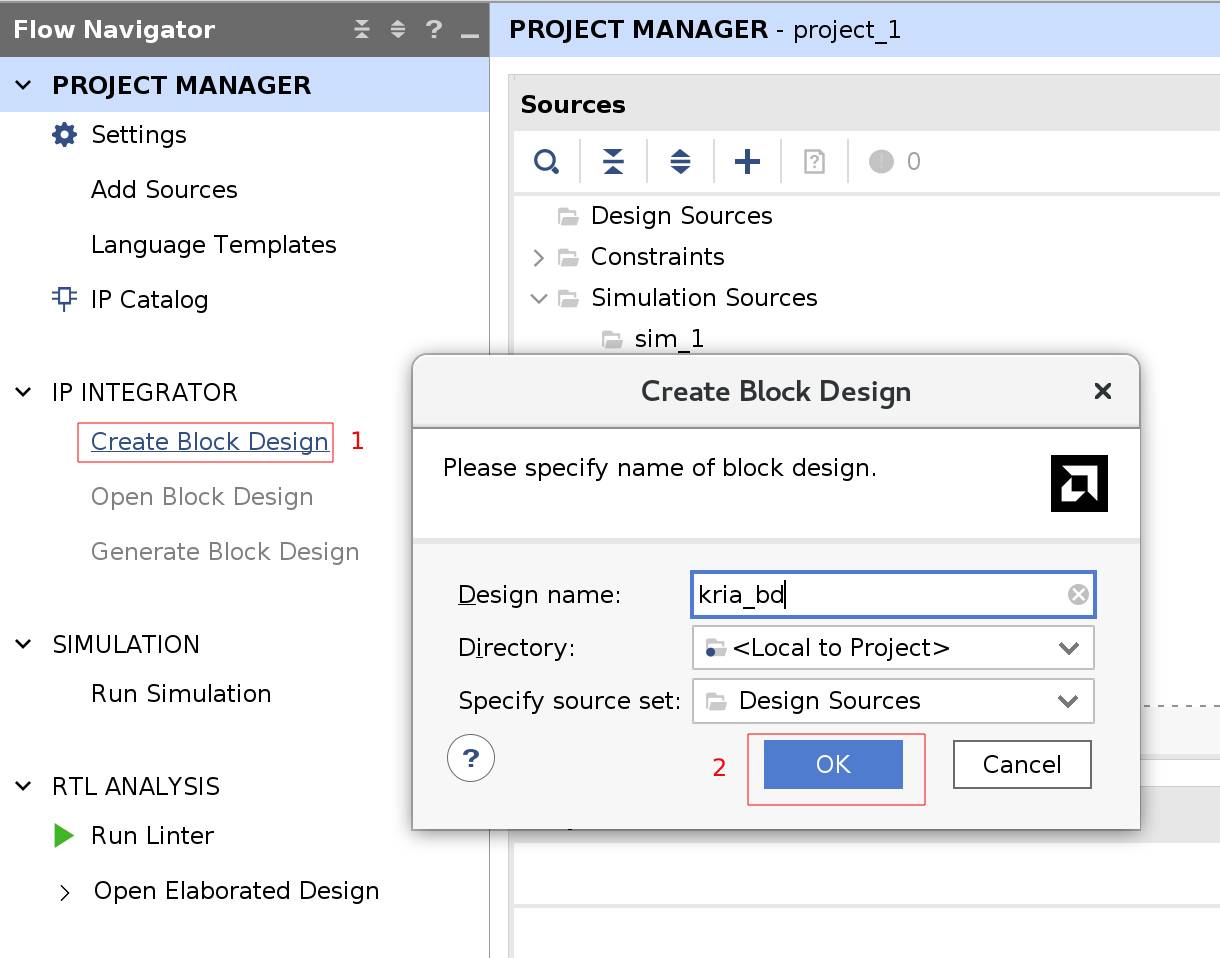 Flow Navigator ?
PROJECT MANAGER
Settings
Add Sources
Language Templates
IP Catalog
IP INTEGRATOR
Create Block Design 1
Open Block Design
Generate Block Design
SIMULATION
Run Simulation
RTL ANALYSIS
Run Linter
Open Elaborated Design
PROJECT MANAGER - project_1
Sources
? ! 0
Design Sources
Constraints
Simulation Sources
sim_1
Create Block Design
Please specify name of block design.
Design name: kria_bd
Directory: <Local to Project>
Specify source set: Design Sources
? 2 OK Cancel